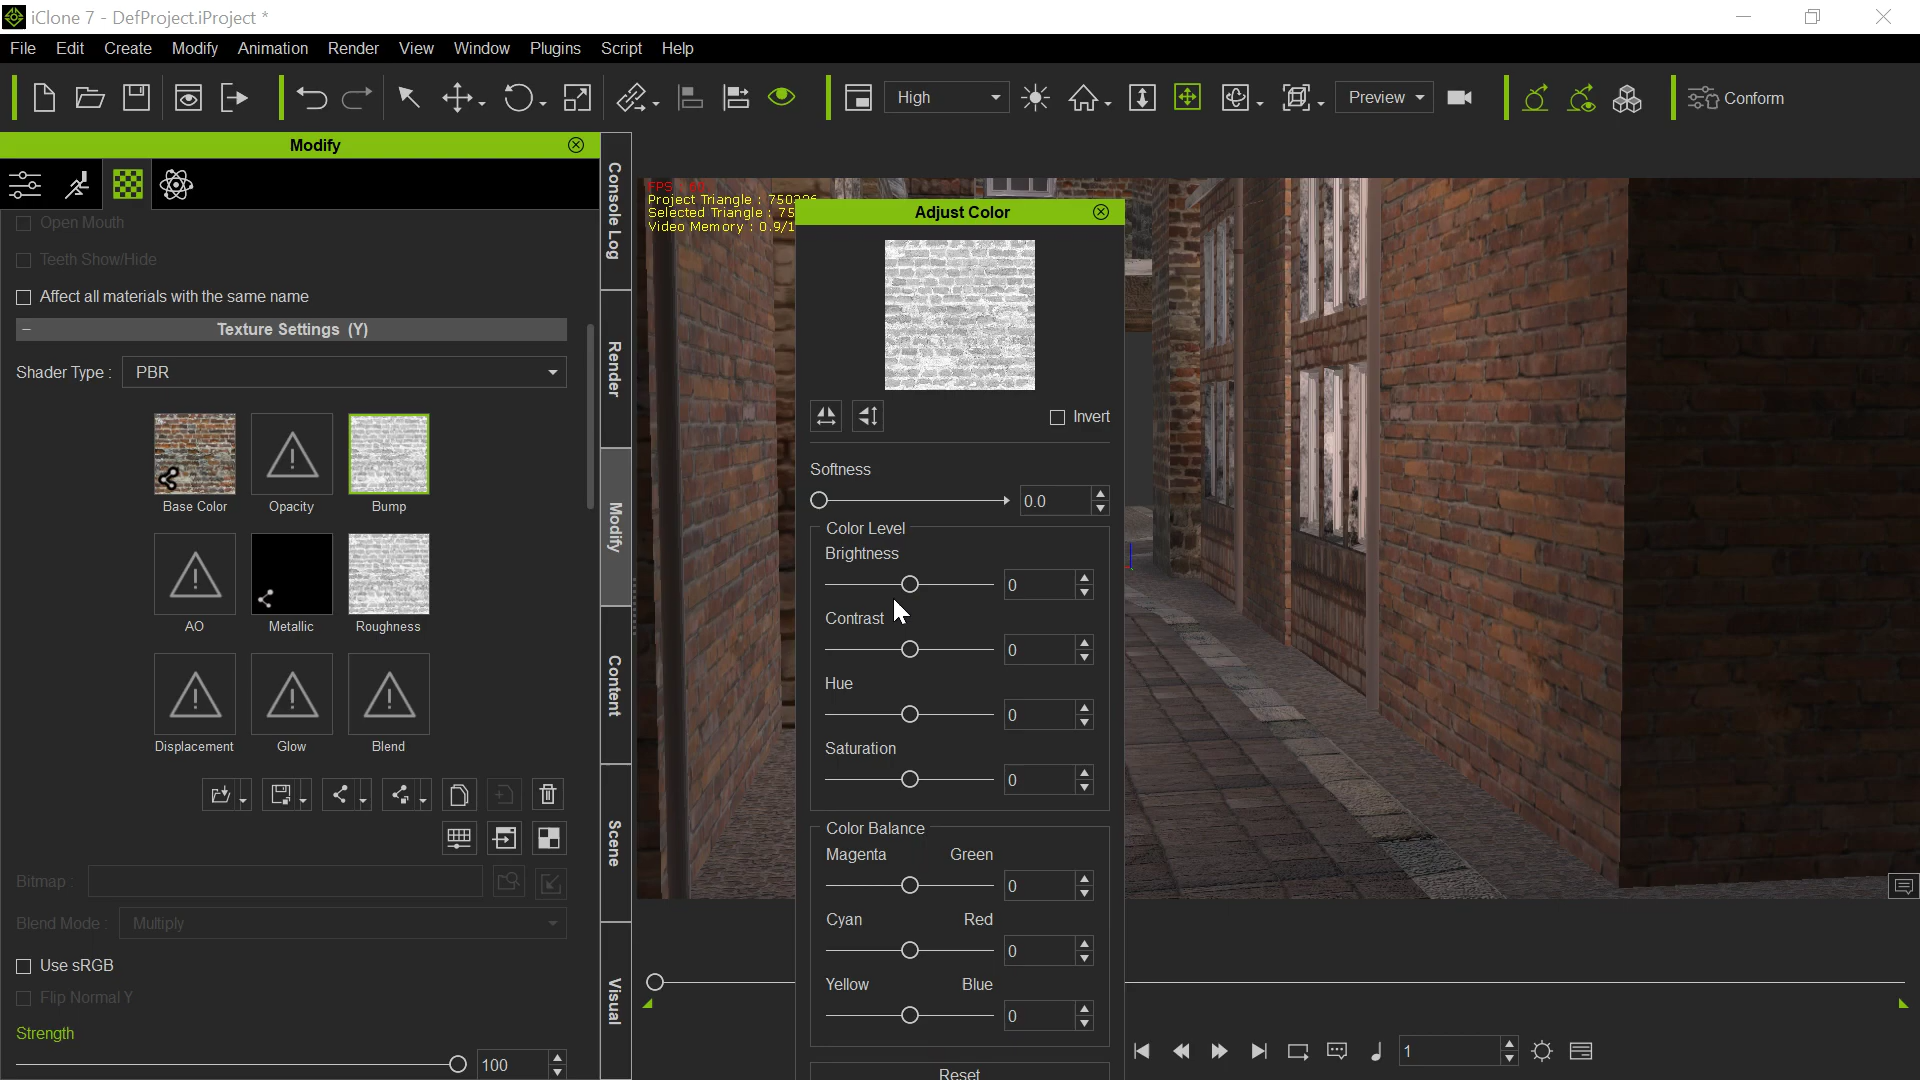 iClone 7 - DefProject.iProject *
File Edit Create Modify Animation Render View Window Plugins Script Help
High Preview Conform
Modify
Open Mouth
Teeth Show/Hide
Affect all materials with the same name
Texture Settings (Y)
Shader Type : PBR
Base Color Opacity Bump
AO Metallic Roughness
Displacement Glow Blend
Bitmap :
Blend Mode : Multiply
Use sRGB
Flip Normal Y
Strength
100
Console Log
Render
Modify
Content
Scene
Visual
Project Triangle :
Selected Triangle : 75
Video Memory : 0.9/1
Adjust Color
Invert
Softness
0.0
Color Level
Brightness
0
Contrast
0
Hue
0
Saturation
0
Color Balance
Magenta Green
0
Cyan Red
0
Yellow Blue
0
Reset
1